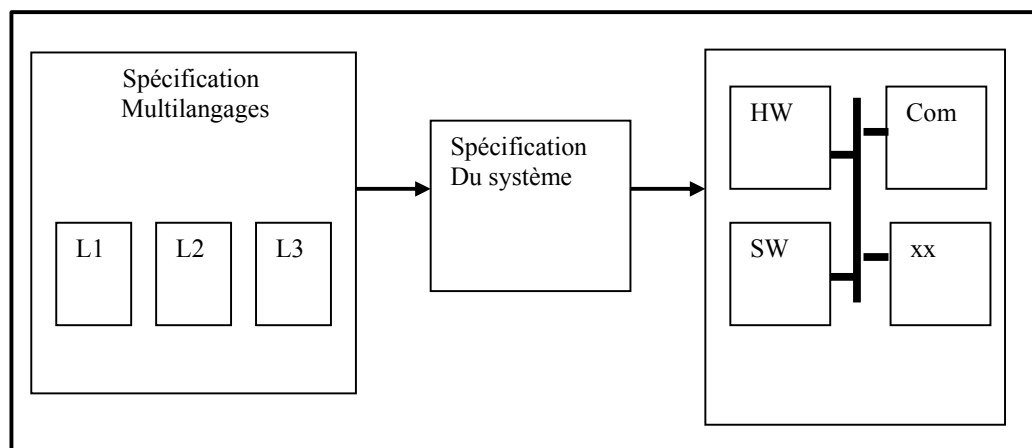 Spécification
Multilangages
L1
L2
L3
Spécification
Du système
HW
Com
SW
xx